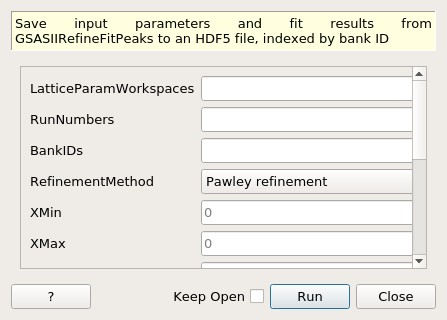 Save input parameters and fit results from
GSASIIRefineFitPeaks to an HDF5 file, indexed by bank ID
LatticeParamWorkspaces
RunNumbers
BankIDs
RefinementMethod Pawley refinement
XMin 0
XMax 0
? Keep Open Run Close